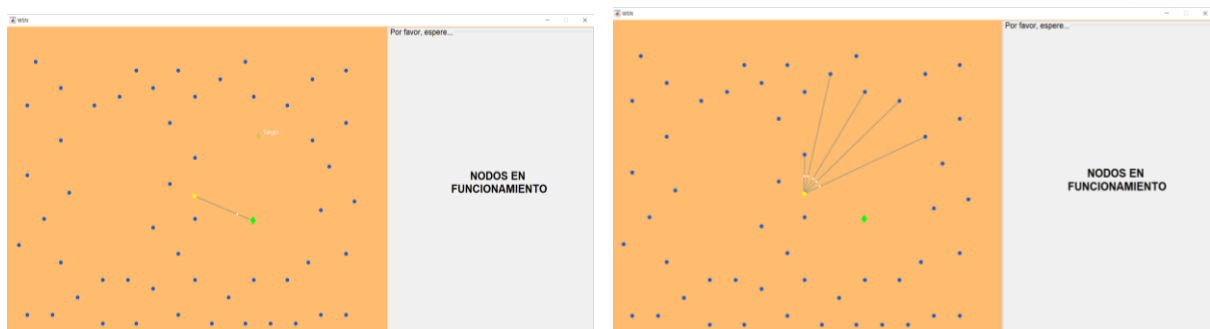 WSN
Por favor, espere...
Target
NODOS EN
FUNCIONAMIENTO
WSN
Por favor, espere...
NODOS EN
FUNCIONAMIENTO